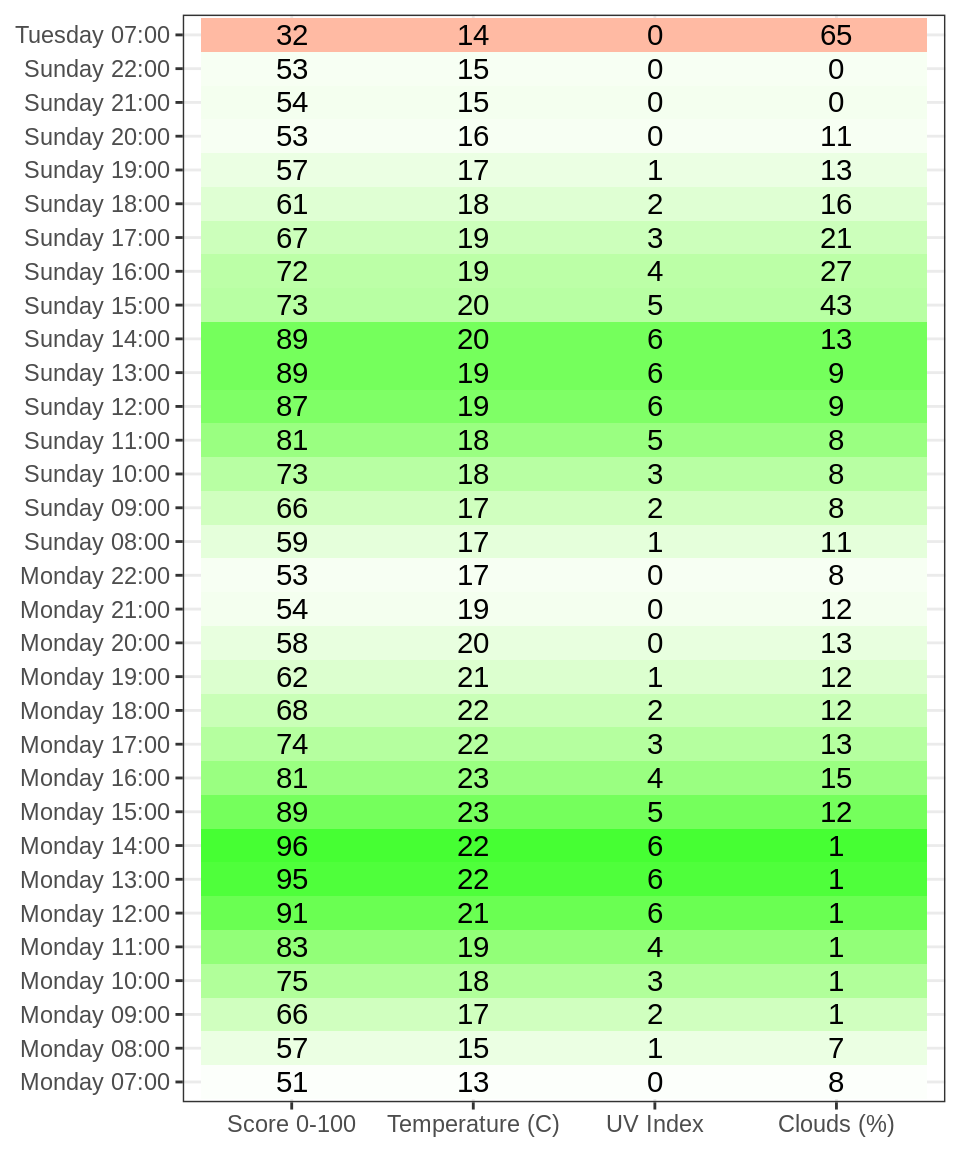 Tuesday 07:00 32 14 0 65
Sunday 22:00 53 15 0 0
Sunday 21:00 54 15 0 0
Sunday 20:00 53 16 0 11
Sunday 19:00 57 17 1 13
Sunday 18:00 61 18 2 16
Sunday 17:00 67 19 3 21
Sunday 16:00 72 19 4 27
Sunday 15:00 73 20 5 43
Sunday 14:00 89 20 6 13
Sunday 13:00 89 19 6 9
Sunday 12:00 87 19 6 9
Sunday 11:00 81 18 5 8
Sunday 10:00 73 18 3 8
Sunday 09:00 66 17 2 8
Sunday 08:00 59 17 1 11
Monday 22:00 53 17 0 8
Monday 21:00 54 19 0 12
Monday 20:00 58 20 0 13
Monday 19:00 62 21 1 12
Monday 18:00 68 22 2 12
Monday 17:00 74 22 3 13
Monday 16:00 81 23 4 15
Monday 15:00 89 23 5 12
Monday 14:00 96 22 6 1
Monday 13:00 95 22 6 1
Monday 12:00 91 21 6 1
Monday 11:00 83 19 4 1
Monday 10:00 75 18 3 1
Monday 09:00 66 17 2 1
Monday 08:00 57 15 1 7
Monday 07:00 51 13 0 8
Score 0-100 Temperature (C) UV Index Clouds (%)